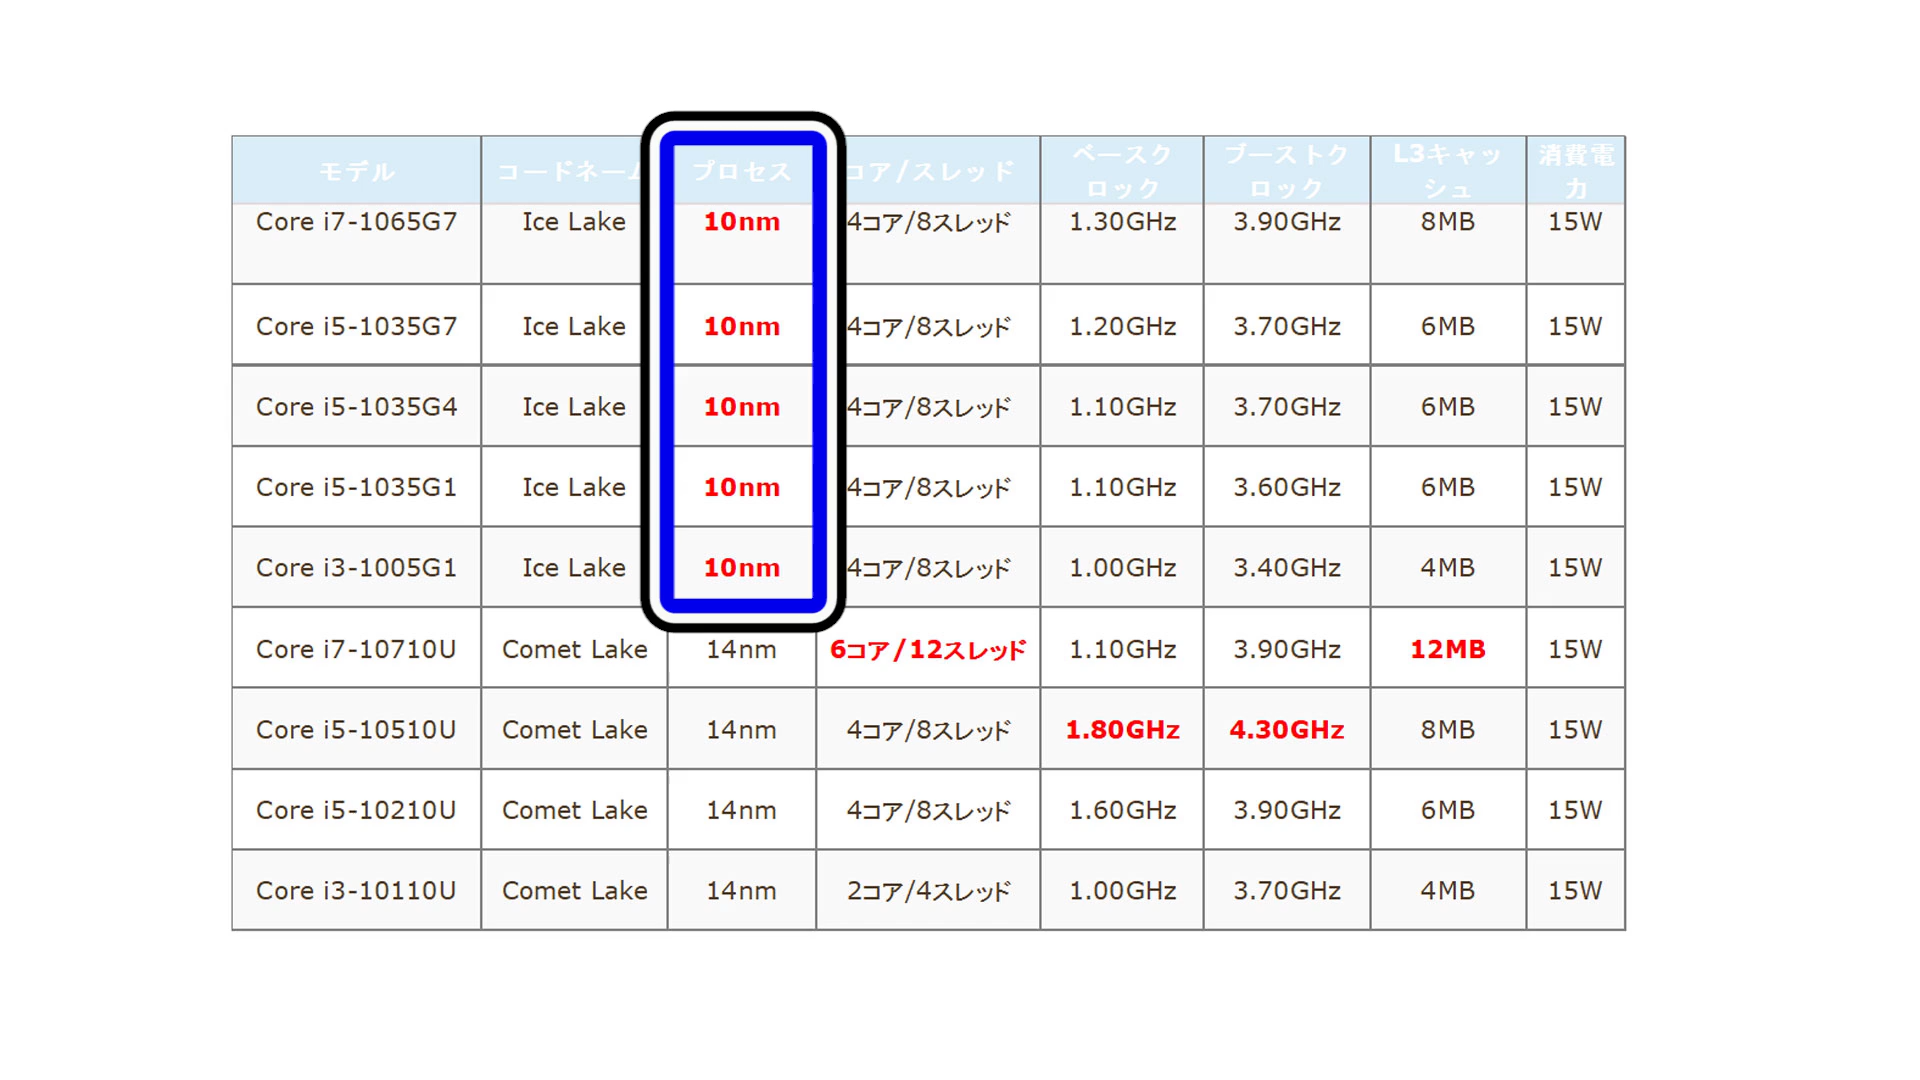 モデル コードネーム プロセス コア/スレッド ベースクロック ブーストクロック L3キャッシュ 消費電力
Core i7-1065G7 Ice Lake 10nm 4コア/8スレッド 1.30GHz 3.90GHz 8MB 15W
Core i5-1035G7 Ice Lake 10nm 4コア/8スレッド 1.20GHz 3.70GHz 6MB 15W
Core i5-1035G4 Ice Lake 10nm 4コア/8スレッド 1.10GHz 3.70GHz 6MB 15W
Core i5-1035G1 Ice Lake 10nm 4コア/8スレッド 1.10GHz 3.60GHz 6MB 15W
Core i3-1005G1 Ice Lake 10nm 4コア/8スレッド 1.00GHz 3.40GHz 4MB 15W
Core i7-10710U Comet Lake 14nm 6コア/12スレッド 1.10GHz 3.90GHz 12MB 15W
Core i5-10510U Comet Lake 14nm 4コア/8スレッド 1.80GHz 4.30GHz 8MB 15W
Core i5-10210U Comet Lake 14nm 4コア/8スレッド 1.60GHz 3.90GHz 6MB 15W
Core i3-10110U Comet Lake 14nm 2コア/4スレッド 1.00GHz 3.70GHz 4MB 15W